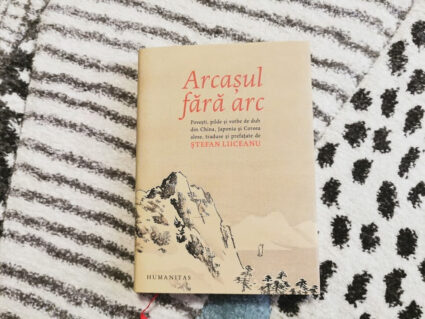 Arcașul
fără arc
Povești, pilde și vorbe de duh
din China, Japonia și Coreea
alese, traduse și prefațate de
ȘTEFAN LIICEANU
HUMANITAS